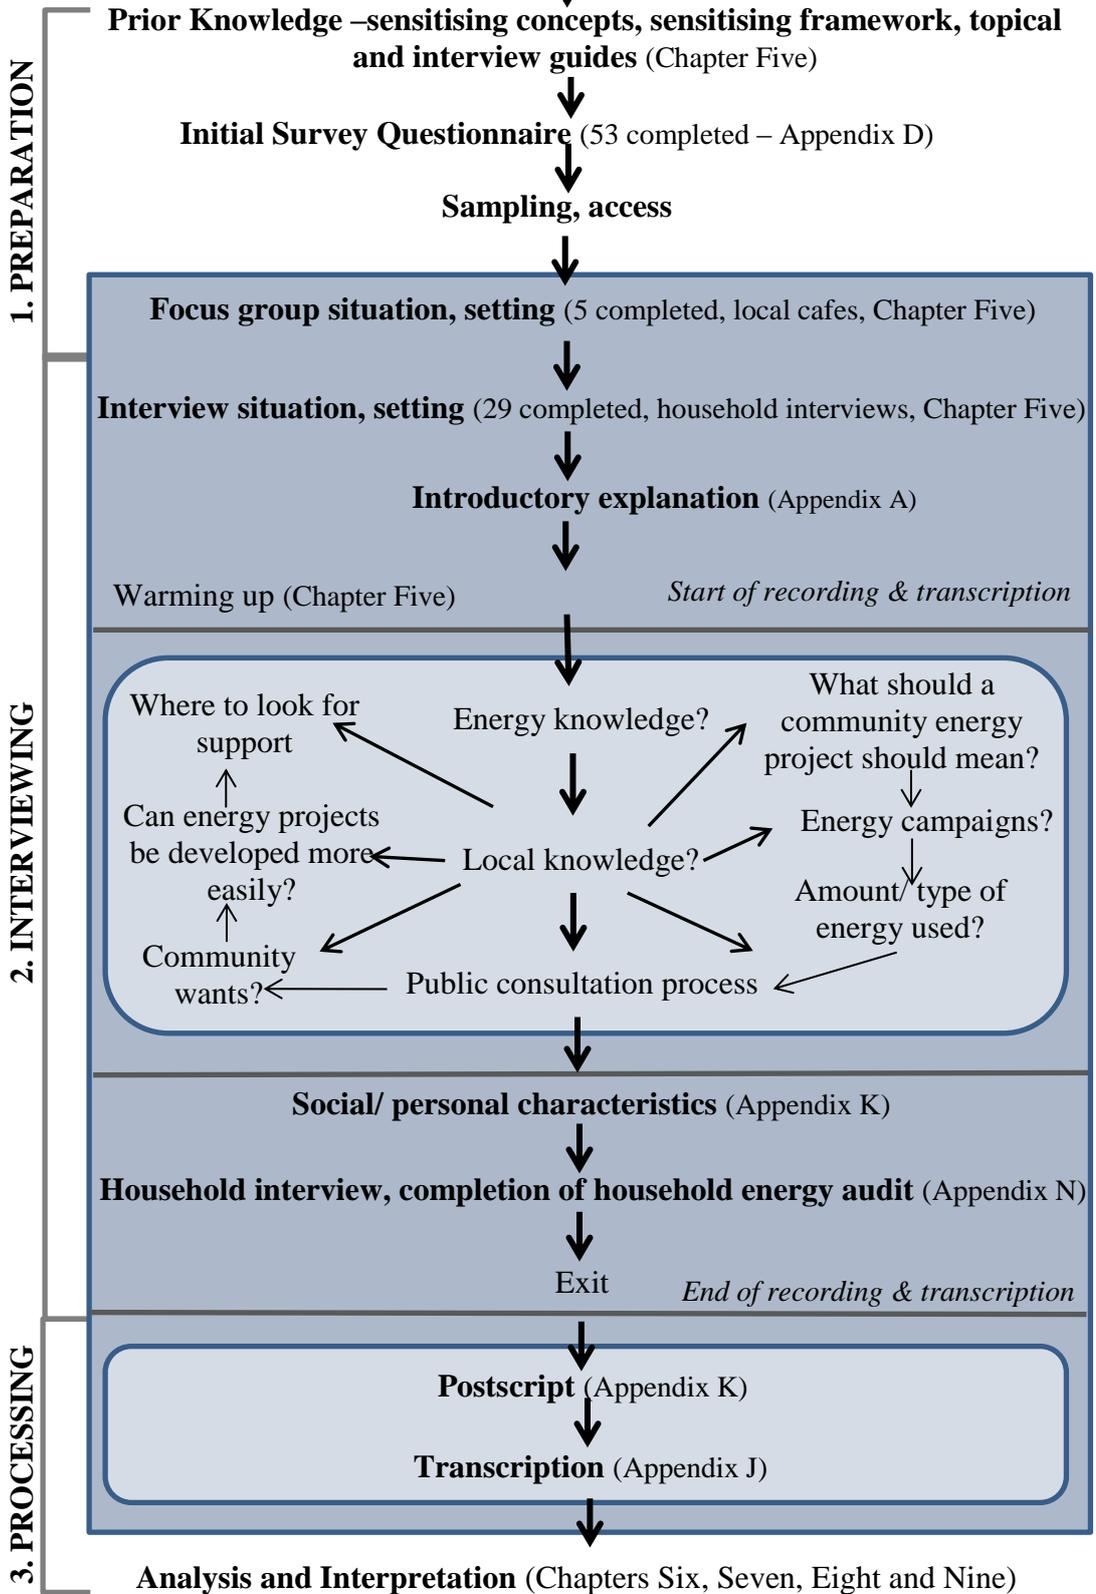 1. PREPARATION
Prior Knowledge –sensitising concepts, sensitising framework, topical
and interview guides (Chapter Five)
Initial Survey Questionnaire (53 completed – Appendix D)
Sampling, access
Focus group situation, setting (5 completed, local cafes, Chapter Five)
2. INTERVIEWING
Interview situation, setting (29 completed, household interviews, Chapter Five)
Introductory explanation (Appendix A)
Warming up (Chapter Five)
Start of recording & transcription
Where to look for
support
Energy knowledge?
What should a
community energy
project should mean?
Can energy projects
be developed more
easily?
Local knowledge?
Energy campaigns?
Amount/ type of
energy used?
Community
wants?
Public consultation process
Social/ personal characteristics (Appendix K)
Household interview, completion of household energy audit (Appendix N)
Exit
End of recording & transcription
3. PROCESSING
Postscript (Appendix K)
Transcription (Appendix J)
Analysis and Interpretation (Chapters Six, Seven, Eight and Nine)